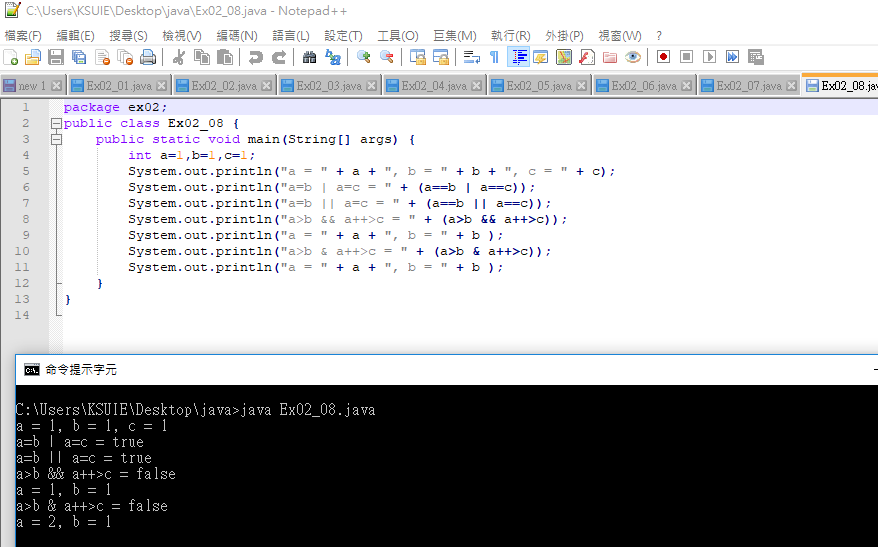 C:\Users\KSUIE\Desktop\java\Ex02_08.java - Notepad++
檔案(F) 編輯(E) 搜尋(S) 檢視(V) 編碼(N) 語言(L) 設定(T) 工具(O) 巨集(M) 執行(R) 外掛(P) 視窗(W) ?
new 1 Ex02_01.java Ex02_02.java Ex02_03.java Ex02_04.java Ex02_05.java Ex02_06.java Ex02_07.java Ex02_08.jav
1 package ex02;
2 public class Ex02_08 {
3 public static void main(String[] args) {
4 int a=1,b=1,c=1;
5 System.out.println("a = " + a + ", b = " + b + ", c = " + c);
6 System.out.println("a=b | a=c = " + (a==b | a==c));
7 System.out.println("a=b || a=c = " + (a==b || a==c));
8 System.out.println("a>b && a++>c = " + (a>b && a++>c));
9 System.out.println("a = " + a + ", b = " + b );
10 System.out.println("a>b & a++>c = " + (a>b & a++>c));
11 System.out.println("a = " + a + ", b = " + b );
12 }
13 }
14
命令提示字元
C:\Users\KSUIE\Desktop\java>java Ex02_08.java
a = 1, b = 1, c = 1
a=b | a=c = true
a=b || a=c = true
a>b && a++>c = false
a = 1, b = 1
a>b & a++>c = false
a = 2, b = 1